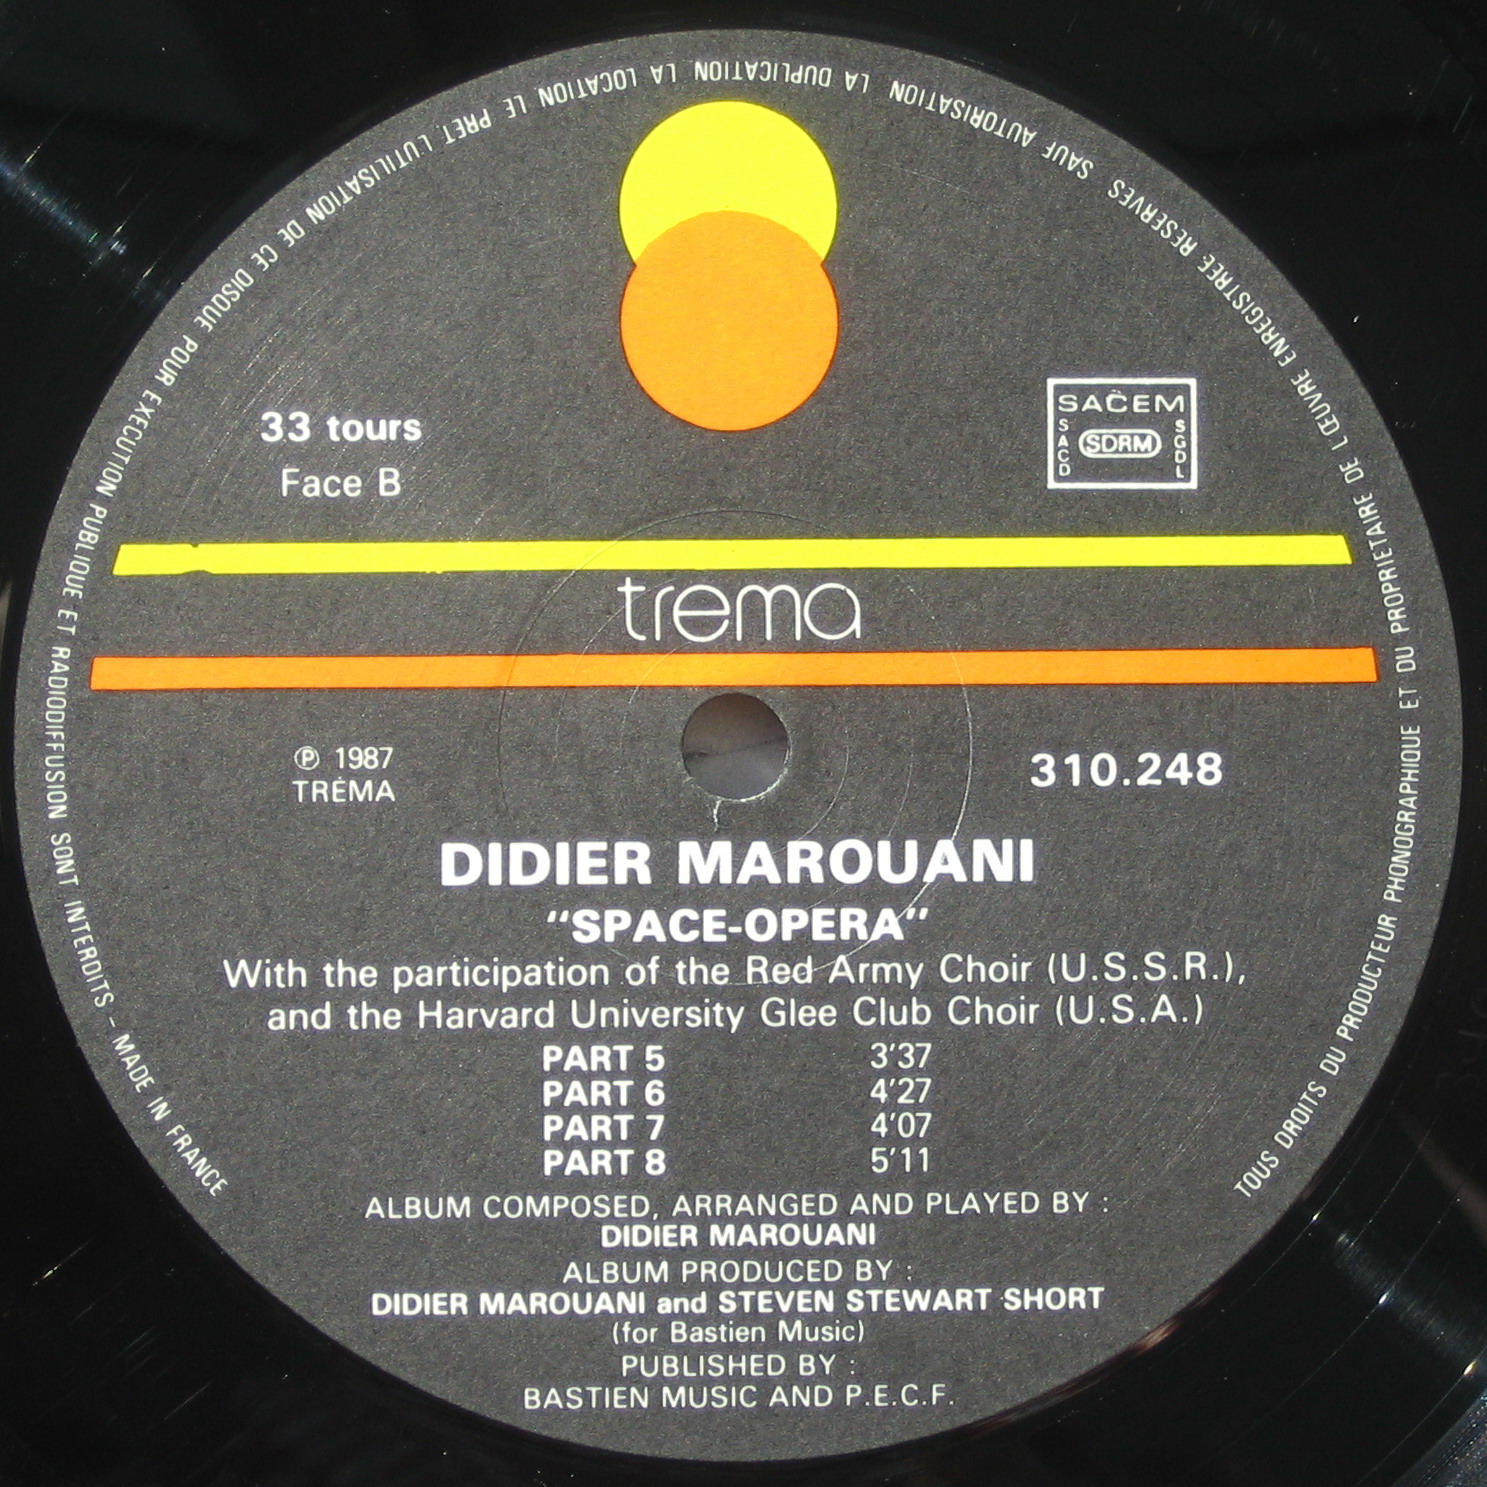 TOUS DROITS DU PRODUCTEUR PHONOGRAPHIQUE ET DU PROPRIETAIRE DE L'ŒUVRE ENREGISTREE RESERVES SAUF AUTORISATION LA DUPLICATION LA LOCATION LE PRET, L'UTILISATION DE CE DISQUE POUR EXECUTION PUBLIQUE ET RADIODIFFUSION SONT INTERDITS - MADE IN FRANCE
33 tours
Face B
SACEM
SACD
SDRM
SGDL
trema
Ⓟ 1987
TRÉMA
310.248
DIDIER MAROUANI
"SPACE-OPERA"
With the participation of the Red Army Choir (U.S.S.R.),
and the Harvard University Glee Club Choir (U.S.A.)
PART 5 3'37
PART 6 4'27
PART 7 4'07
PART 8 5'11
ALBUM COMPOSED, ARRANGED AND PLAYED BY :
DIDIER MAROUANI
ALBUM PRODUCED BY :
DIDIER MAROUANI and STEVEN STEWART SHORT
(for Bastien Music)
PUBLISHED BY :
BASTIEN MUSIC AND P.E.C.F.